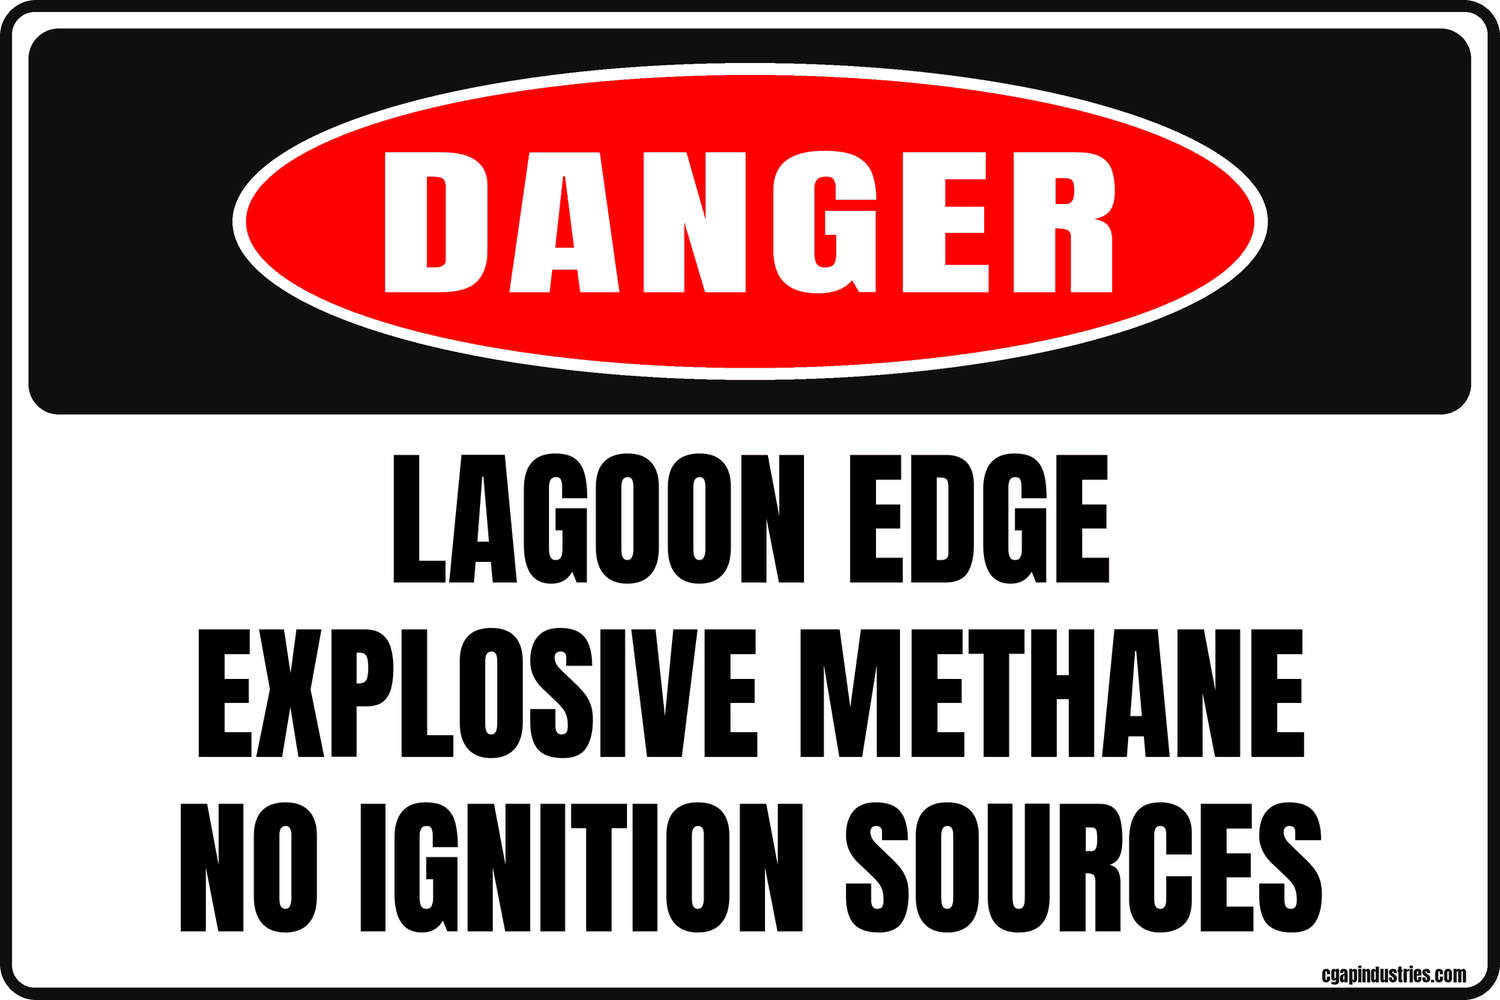 DANGER
LAGOON EDGE
EXPLOSIVE METHANE
NO IGNITION SOURCES
cgapindustries.com